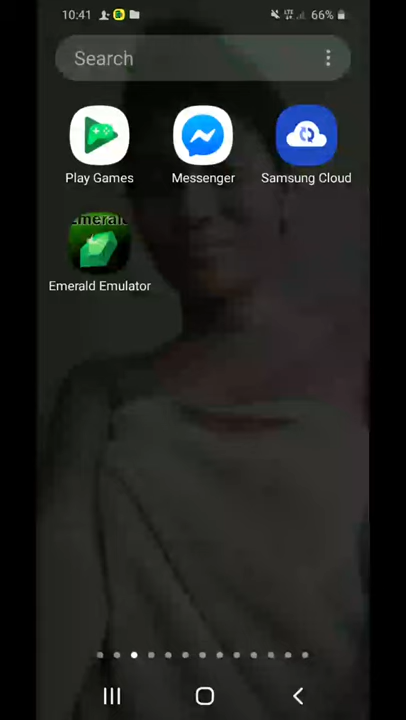 10:41 66%
Search
Play Games
Messenger
Samsung Cloud
Emerald
Emerald Emulator